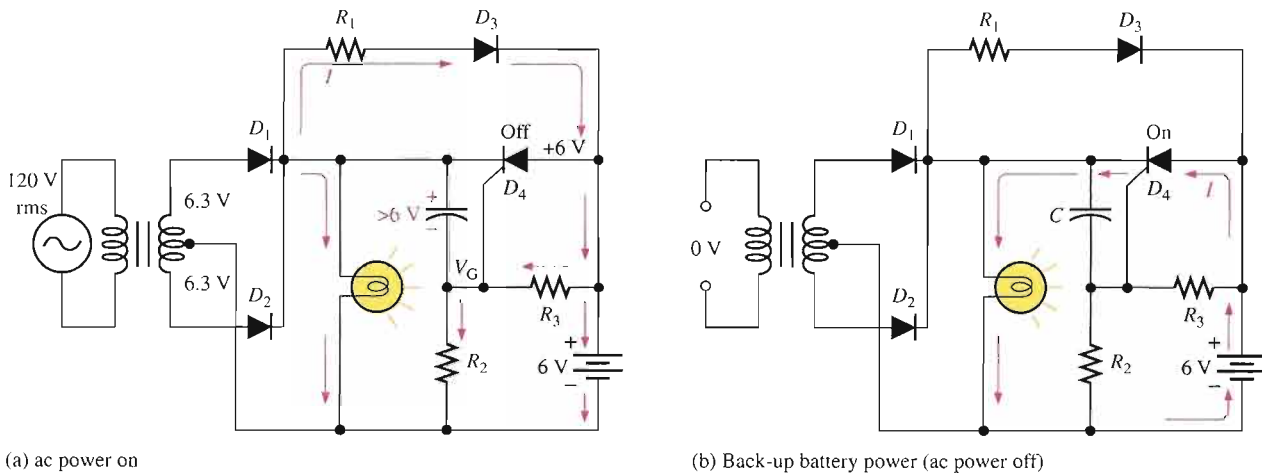 R1
D3
I
D1
Off
+6 V
120 V
rms
6.3 V
D4
>6 V
+
−
6.3 V
VG
D2
R3
R2
+
6 V
−
(a) ac power on
R1
D3
D1
On
D4
I
C
0 V
D2
R3
R2
+
6 V
−
(b) Back-up battery power (ac power off)